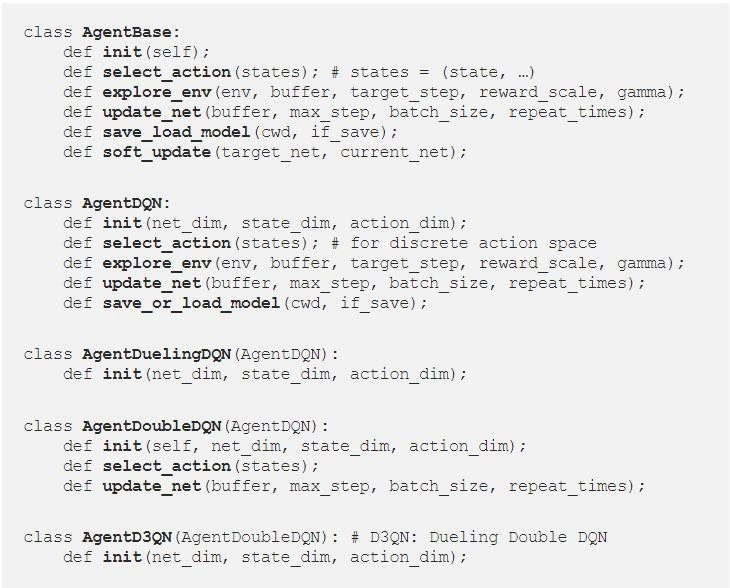 class AgentBase:
    def init(self);
    def select_action(states); # states = (state, …)
    def explore_env(env, buffer, target_step, reward_scale, gamma);
    def update_net(buffer, max_step, batch_size, repeat_times);
    def save_load_model(cwd, if_save);
    def soft_update(target_net, current_net);

class AgentDQN:
    def init(net_dim, state_dim, action_dim);
    def select_action(states); # for discrete action space
    def explore_env(env, buffer, target_step, reward_scale, gamma);
    def update_net(buffer, max_step, batch_size, repeat_times);
    def save_or_load_model(cwd, if_save);

class AgentDuelingDQN(AgentDQN):
    def init(net_dim, state_dim, action_dim);

class AgentDoubleDQN(AgentDQN):
    def init(self, net_dim, state_dim, action_dim);
    def select_action(states);
    def update_net(buffer, max_step, batch_size, repeat_times);

class AgentD3QN(AgentDoubleDQN): # D3QN: Dueling Double DQN
    def init(net_dim, state_dim, action_dim);